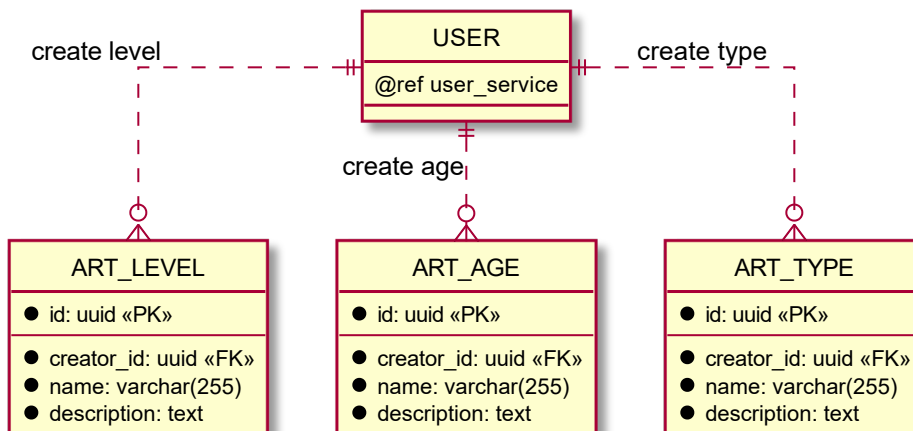 USER
@ref user_service
create level
create type
create age
ART_LEVEL
id: uuid «PK»
creator_id: uuid «FK»
name: varchar(255)
description: text
ART_AGE
id: uuid «PK»
creator_id: uuid «FK»
name: varchar(255)
description: text
ART_TYPE
id: uuid «PK»
creator_id: uuid «FK»
name: varchar(255)
description: text